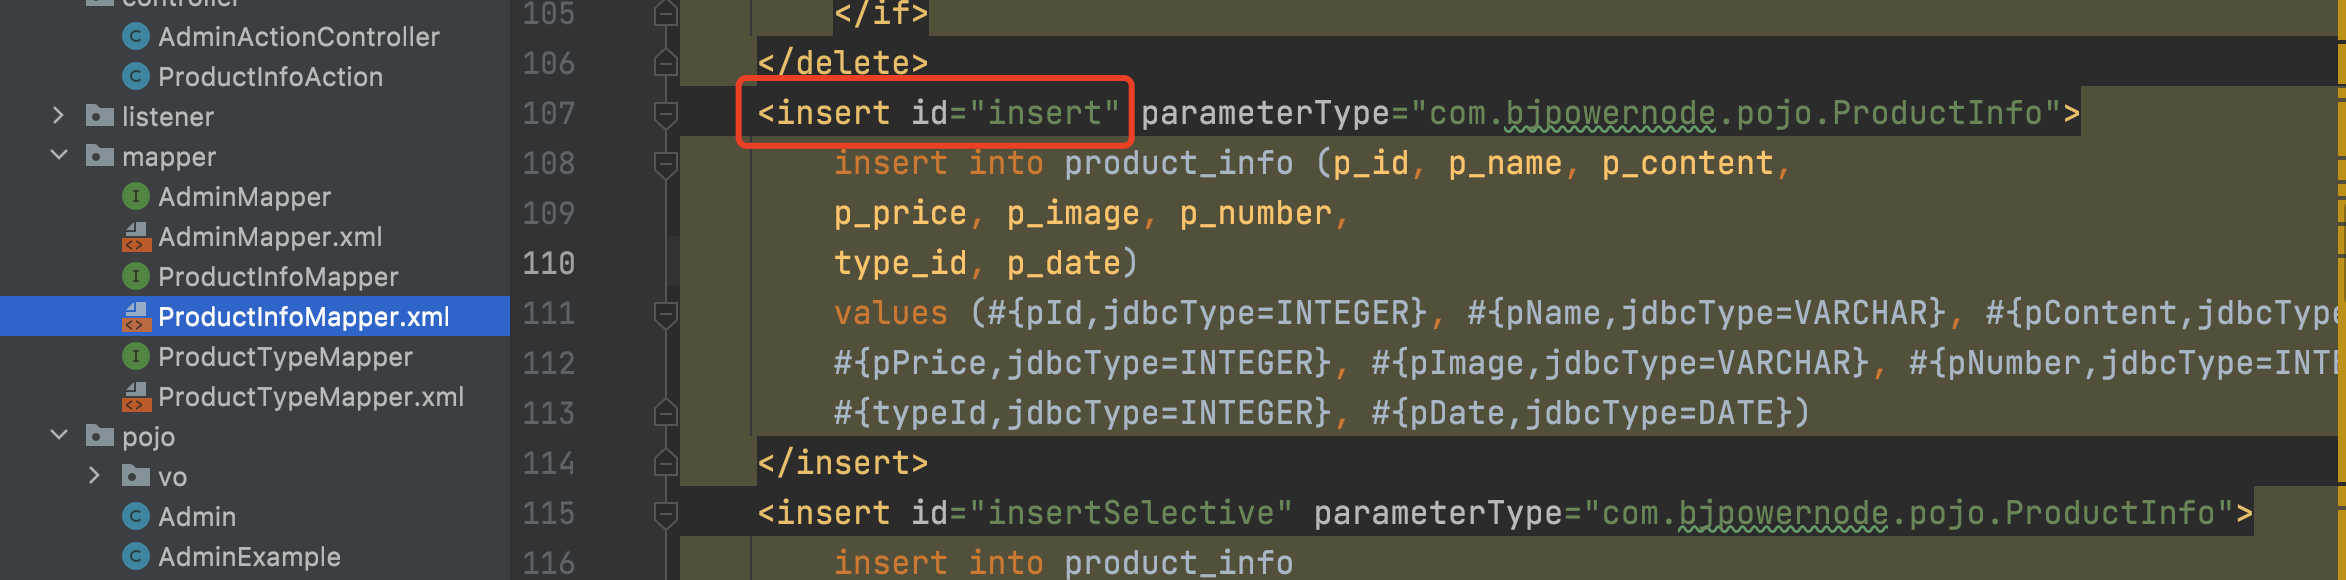 controller
AdminActionController
ProductInfoAction
listener
mapper
AdminMapper
AdminMapper.xml
ProductInfoMapper
ProductInfoMapper.xml
ProductTypeMapper
ProductTypeMapper.xml
pojo
vo
Admin
AdminExample
105 </if>
106 </delete>
107 <insert id="insert" parameterType="com.bjpowernode.pojo.ProductInfo">
108 insert into product_info (p_id, p_name, p_content,
109 p_price, p_image, p_number,
110 type_id, p_date)
111 values (#{pId,jdbcType=INTEGER}, #{pName,jdbcType=VARCHAR}, #{pContent,jdbcType
112 #{pPrice,jdbcType=INTEGER}, #{pImage,jdbcType=VARCHAR}, #{pNumber,jdbcType=INTE
113 #{typeId,jdbcType=INTEGER}, #{pDate,jdbcType=DATE})
114 </insert>
115 <insert id="insertSelective" parameterType="com.bjpowernode.pojo.ProductInfo">
116 insert into product_info